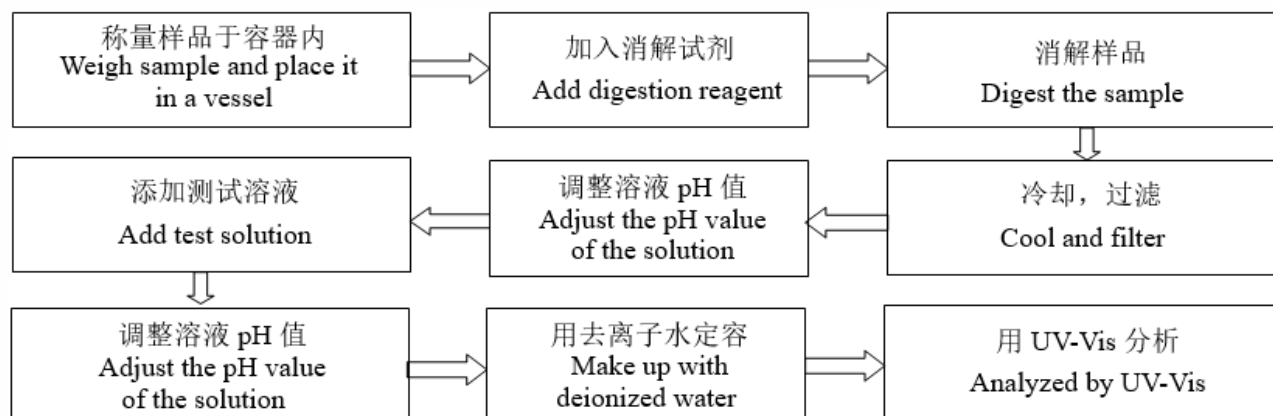 称量样品于容器内
Weigh sample and place it
in a vessel
加入消解试剂
Add digestion reagent
消解样品
Digest the sample
冷却，过滤
Cool and filter
调整溶液 pH 值
Adjust the pH value
of the solution
添加测试溶液
Add test solution
调整溶液 pH 值
Adjust the pH value
of the solution
用去离子水定容
Make up with
deionized water
用 UV-Vis 分析
Analyzed by UV-Vis